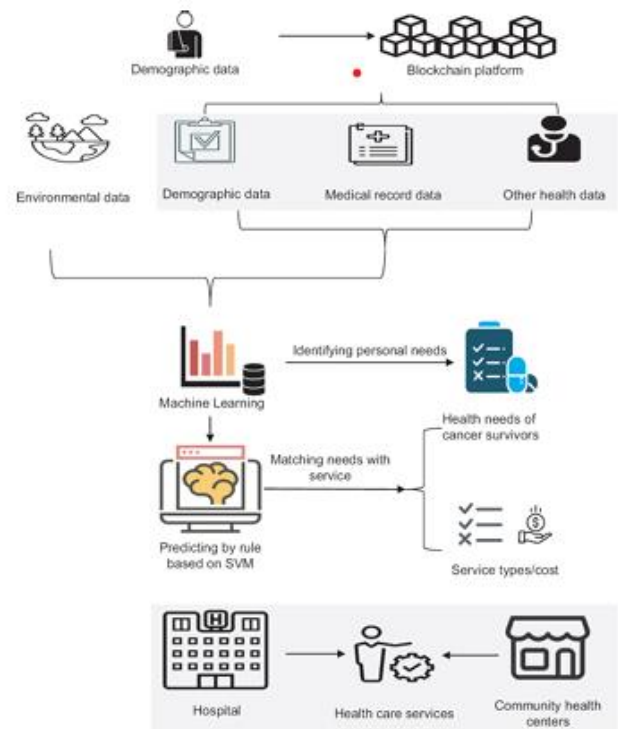 Demographic data
Blockchain platform
Environmental data
Demographic data
Medical record data
Other health data
Identifying personal needs
Machine Learning
Health needs of
cancer survivors
Matching needs with
service
Predicting by rule
based on SVM
Service types/cost
H
Hospital
Health care services
Community health
centers